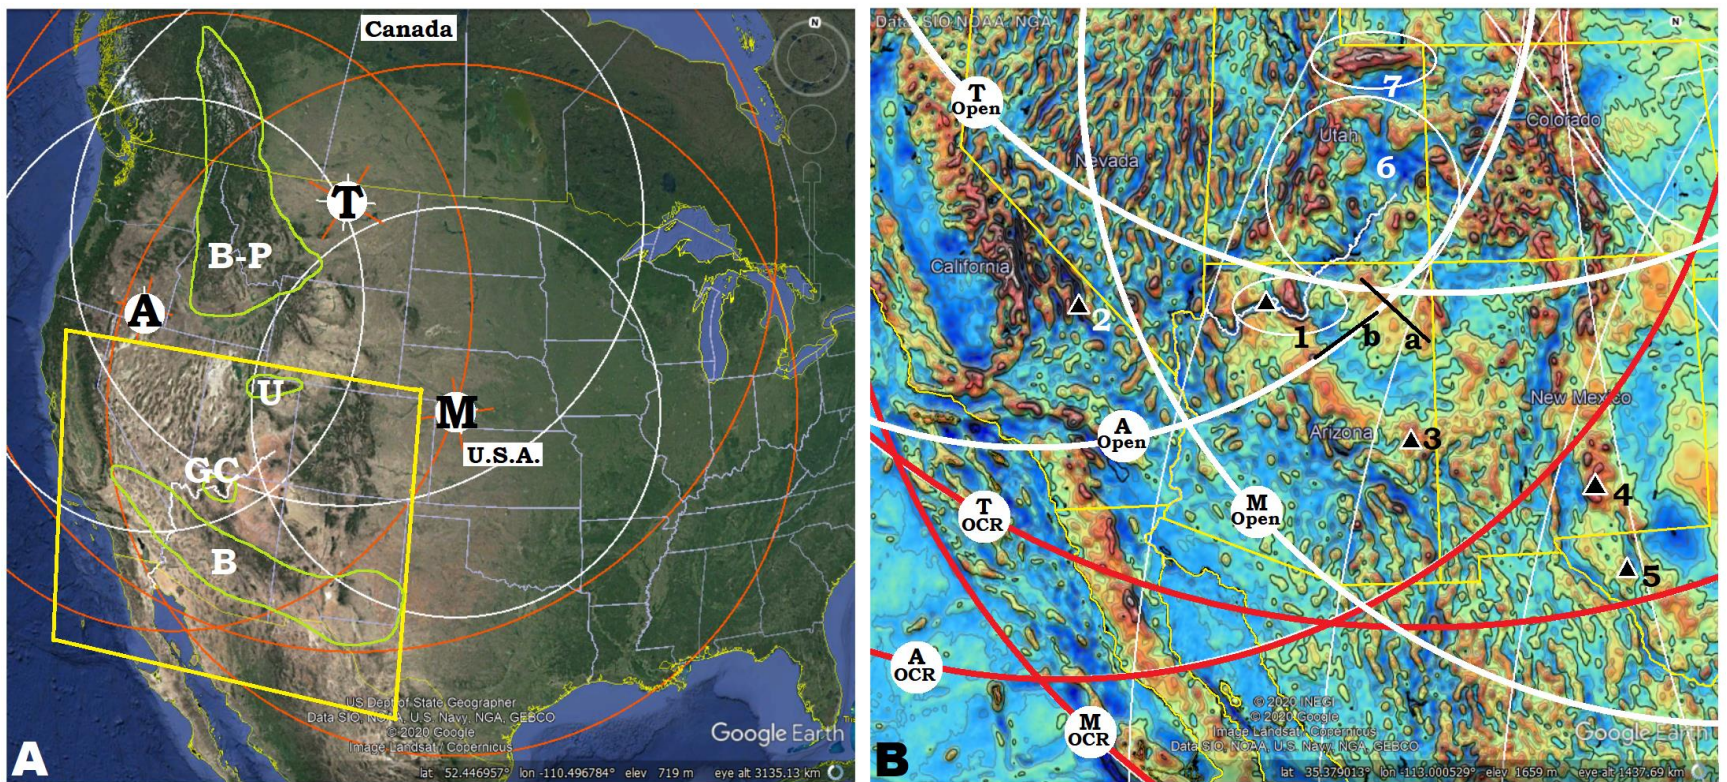 Canada
N
T
B-P
A
U
M
U.S.A.
GC
B
US Dept of State Geographer
Data SIO, NOAA, U.S. Navy, NGA, GEBCO
© 2020 Google
Image Landsat / Copernicus
Google Earth
A
lat 52.446957° lon -110.496784° elev 719 m eye alt 3135.13 km
Data SIO NOAA, NGA
N
T
Open
7
Utah
Colorado
Nevada
6
California
2
1
b
a
New Mexico
A
Open
Arizona
3
T
OCR
M
Open
4
5
A
OCR
M
OCR
© 2020 INEGI
© 2020 Google
Image Landsat / Copernicus
Data SIO, NOAA, U.S. Navy, NGA, GEBCO
Google Earth
B
lat 35.379013° lon -113.000529° elev 1659 m eye alt 1437.69 km